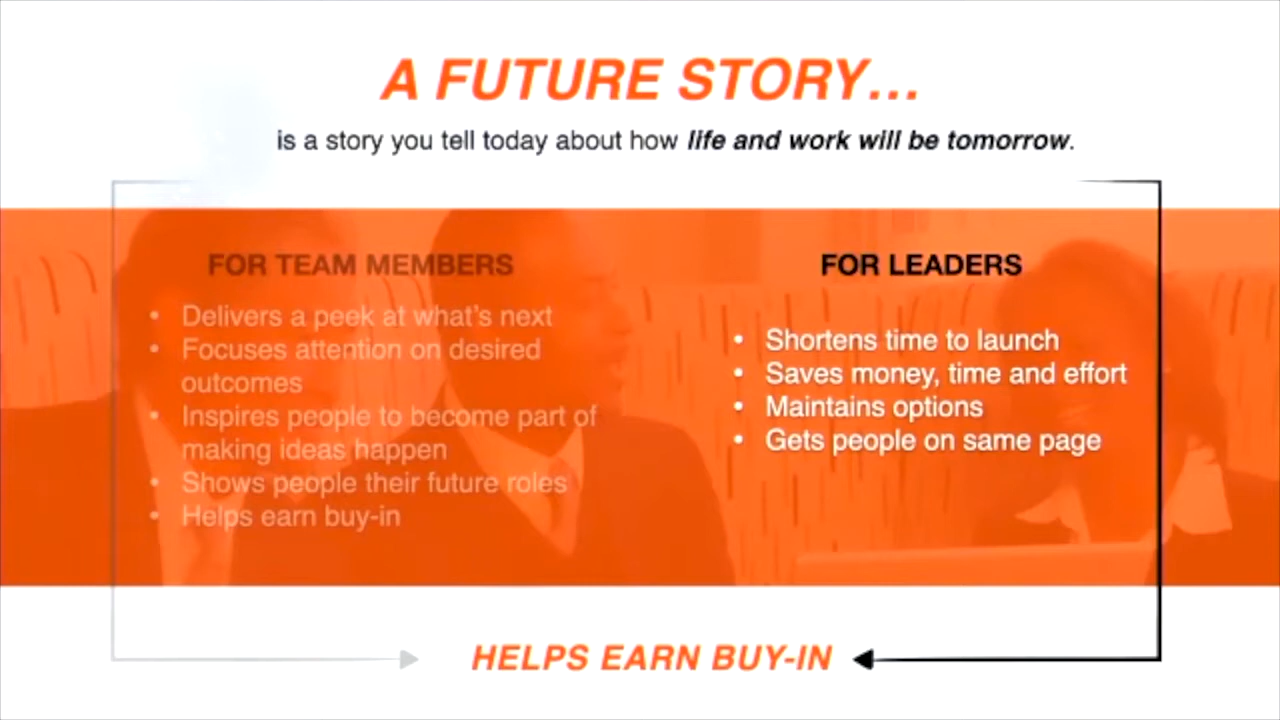 A FUTURE STORY...
is a story you tell today about how life and work will be tomorrow.
FOR TEAM MEMBERS
• Delivers a peek at what's next
• Focuses attention on desired
outcomes
• Inspires people to become part of
making ideas happen
• Shows people their future roles
• Helps earn buy-in
FOR LEADERS
• Shortens time to launch
• Saves money, time and effort
• Maintains options
• Gets people on same page
HELPS EARN BUY-IN